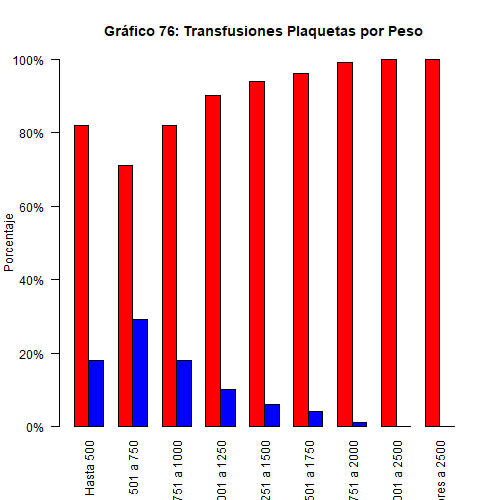 Gráfico 76: Transfusiones Plaquetas por Peso
Porcentaje
100%
80%
60%
40%
20%
0%
Hasta 500
501 a 750
751 a 1000
001 a 1250
251 a 1500
501 a 1750
751 a 2000
001 a 2500
res a 2500